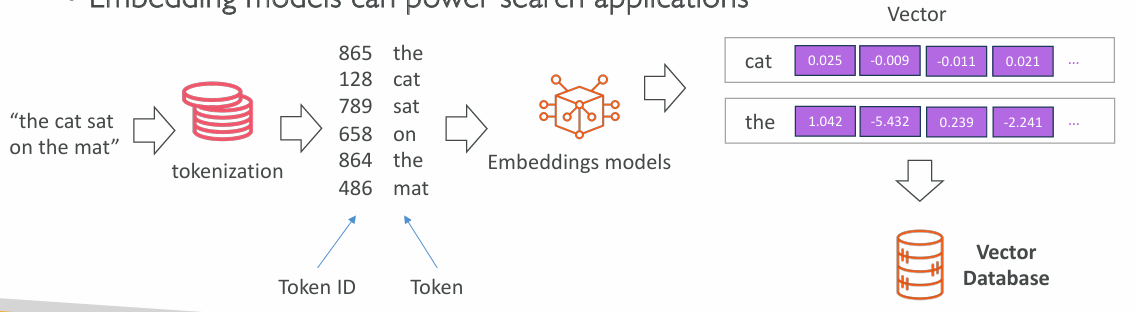 • Embedding models can power search applications
Vector
865 the
128 cat
789 sat
658 on
864 the
486 mat
"the cat sat
on the mat"
tokenization
Embeddings models
cat 0.025 -0.009 -0.011 0.021 ...
the 1.042 -5.432 0.239 -2.241 ...
Token ID
Token
Vector
Database